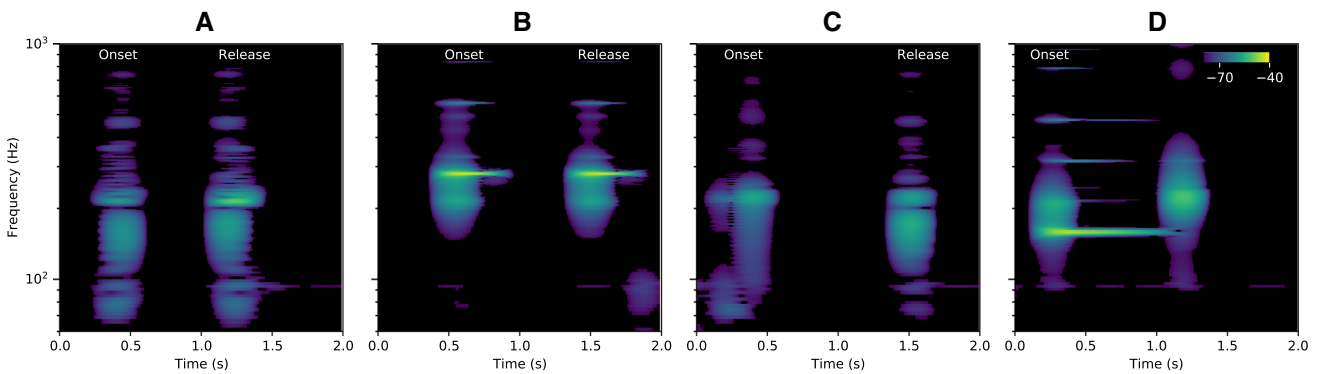 A B C D
Onset Release Onset Release Onset Release Onset
−70 −40
10³
10²
Frequency (Hz)
0.0 0.5 1.0 1.5 2.0 0.0 0.5 1.0 1.5 2.0 0.0 0.5 1.0 1.5 2.0 0.0 0.5 1.0 1.5 2.0
Time (s) Time (s) Time (s) Time (s)